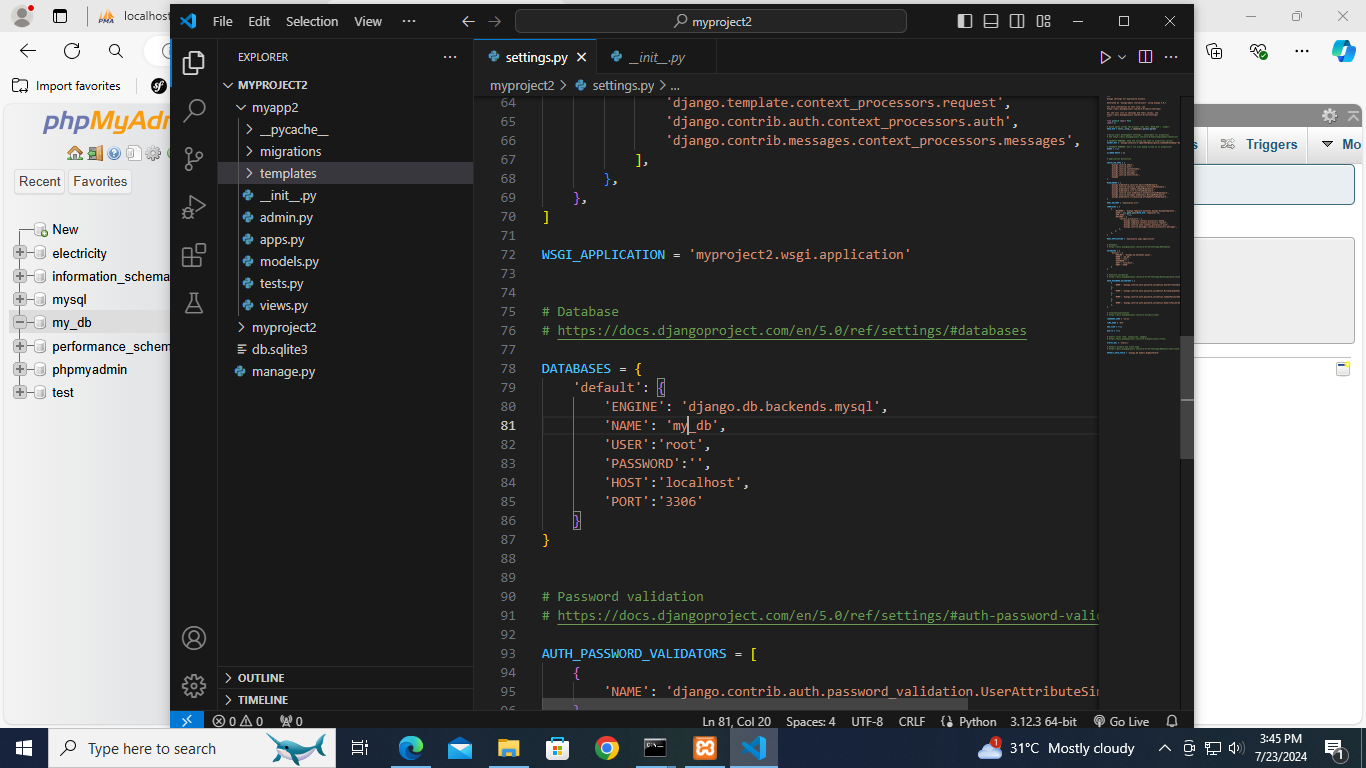 localhost
File Edit Selection View
myproject2
Import favorites
phpMyAdm
Recent
Favorites
New
electricity
information_schema
mysql
my_db
performance_schem
phpmyadmin
test
EXPLORER
MYPROJECT2
myapp2
__pycache__
migrations
templates
__init__.py
admin.py
apps.py
models.py
tests.py
views.py
myproject2
db.sqlite3
manage.py
OUTLINE
TIMELINE
settings.py
__init__.py
myproject2 > settings.py > ...
64 'django.template.context_processors.request',
65 'django.contrib.auth.context_processors.auth',
66 'django.contrib.messages.context_processors.messages',
67 ],
68 },
69 },
70 ]
71
72 WSGI_APPLICATION = 'myproject2.wsgi.application'
73
74
75 # Database
76 # https://docs.djangoproject.com/en/5.0/ref/settings/#databases
77
78 DATABASES = {
79 'default': {
80 'ENGINE': 'django.db.backends.mysql',
81 'NAME': 'my_db',
82 'USER':'root',
83 'PASSWORD':'',
84 'HOST':'localhost',
85 'PORT':'3306'
86 }
87 }
88
89
90 # Password validation
91 # https://docs.djangoproject.com/en/5.0/ref/settings/#auth-password-vali
92
93 AUTH_PASSWORD_VALIDATORS = [
94 {
95 'NAME': 'django.contrib.auth.password_validation.UserAttributeSi
96
s
Triggers
Mo
0 0 0
Ln 81, Col 20 Spaces: 4 UTF-8 CRLF Python 3.12.3 64-bit Go Live
Type here to search
31°C Mostly cloudy
3:45 PM
7/23/2024